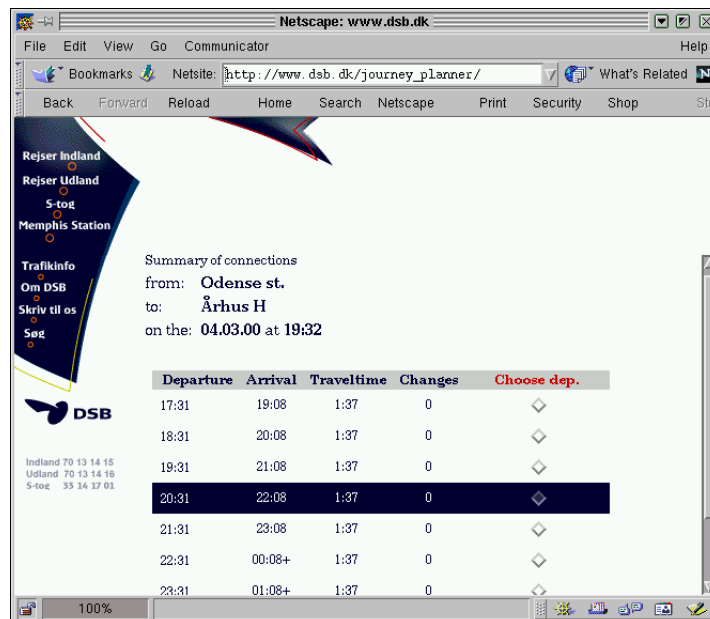 Netscape: www.dsb.dk
File Edit View Go Communicator Help
Bookmarks Netsite: http://www.dsb.dk/journey_planner/ What's Related N
Back Forward Reload Home Search Netscape Print Security Shop
Rejser Indland
Rejser Udland
S-tog
Memphis Station
Trafikinfo
Om DSB
Skriv til os
Søg
DSB
Indland 70 13 14 15
Udland 70 13 14 16
S-tog 33 14 17 01
Summary of connections
from: Odense st.
to: Århus H
on the: 04.03.00 at 19:32
Departure Arrival Traveltime Changes Choose dep.
17:31 19:08 1:37 0
18:31 20:08 1:37 0
19:31 21:08 1:37 0
20:31 22:08 1:37 0
21:31 23:08 1:37 0
22:31 00:08+ 1:37 0
23:31 01:08+ 1:37 0
100%